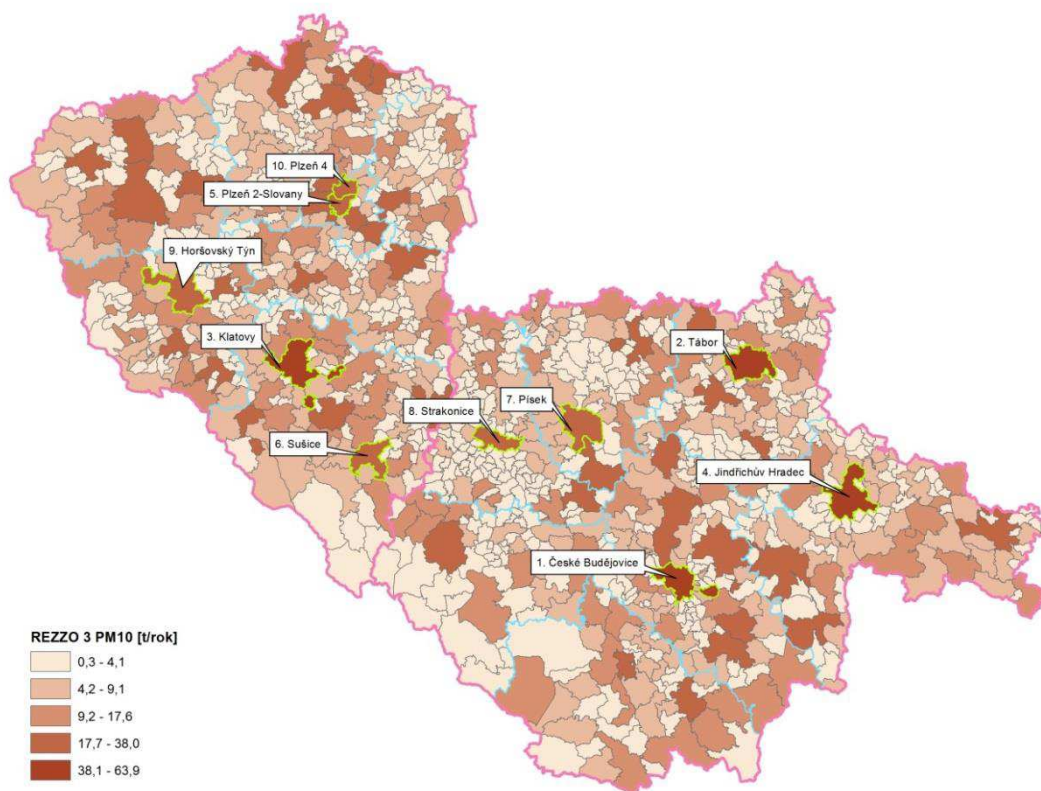 10. Plzeň 4
5. Plzeň 2-Slovany
9. Horšovský Týn
3. Klatovy
2. Tábor
7. Písek
8. Strakonice
6. Sušice
4. Jindřichův Hradec
1. České Budějovice
REZZO 3 PM10 [t/rok]
0,3 - 4,1
4,2 - 9,1
9,2 - 17,6
17,7 - 38,0
38,1 - 63,9